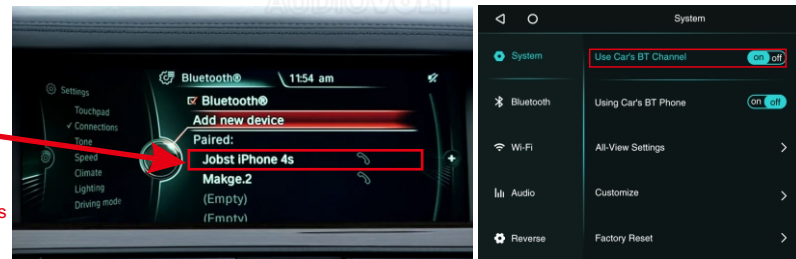 AUDIOVOLT
Bluetooth®
11:54 am
Settings
Touchpad
✓ Connections
Tone
Speed
Climate
Lighting
Driving mode
Bluetooth®
Add new device
Paired:
Jobst iPhone 4s
Makge.2
(Empty)
(Empty)
s
System
System
Bluetooth
Wi-Fi
Audio
Reverse
Use Car's BT Channel on off
Using Car's BT Phone on off
All-View Settings
Customize
Factory Reset